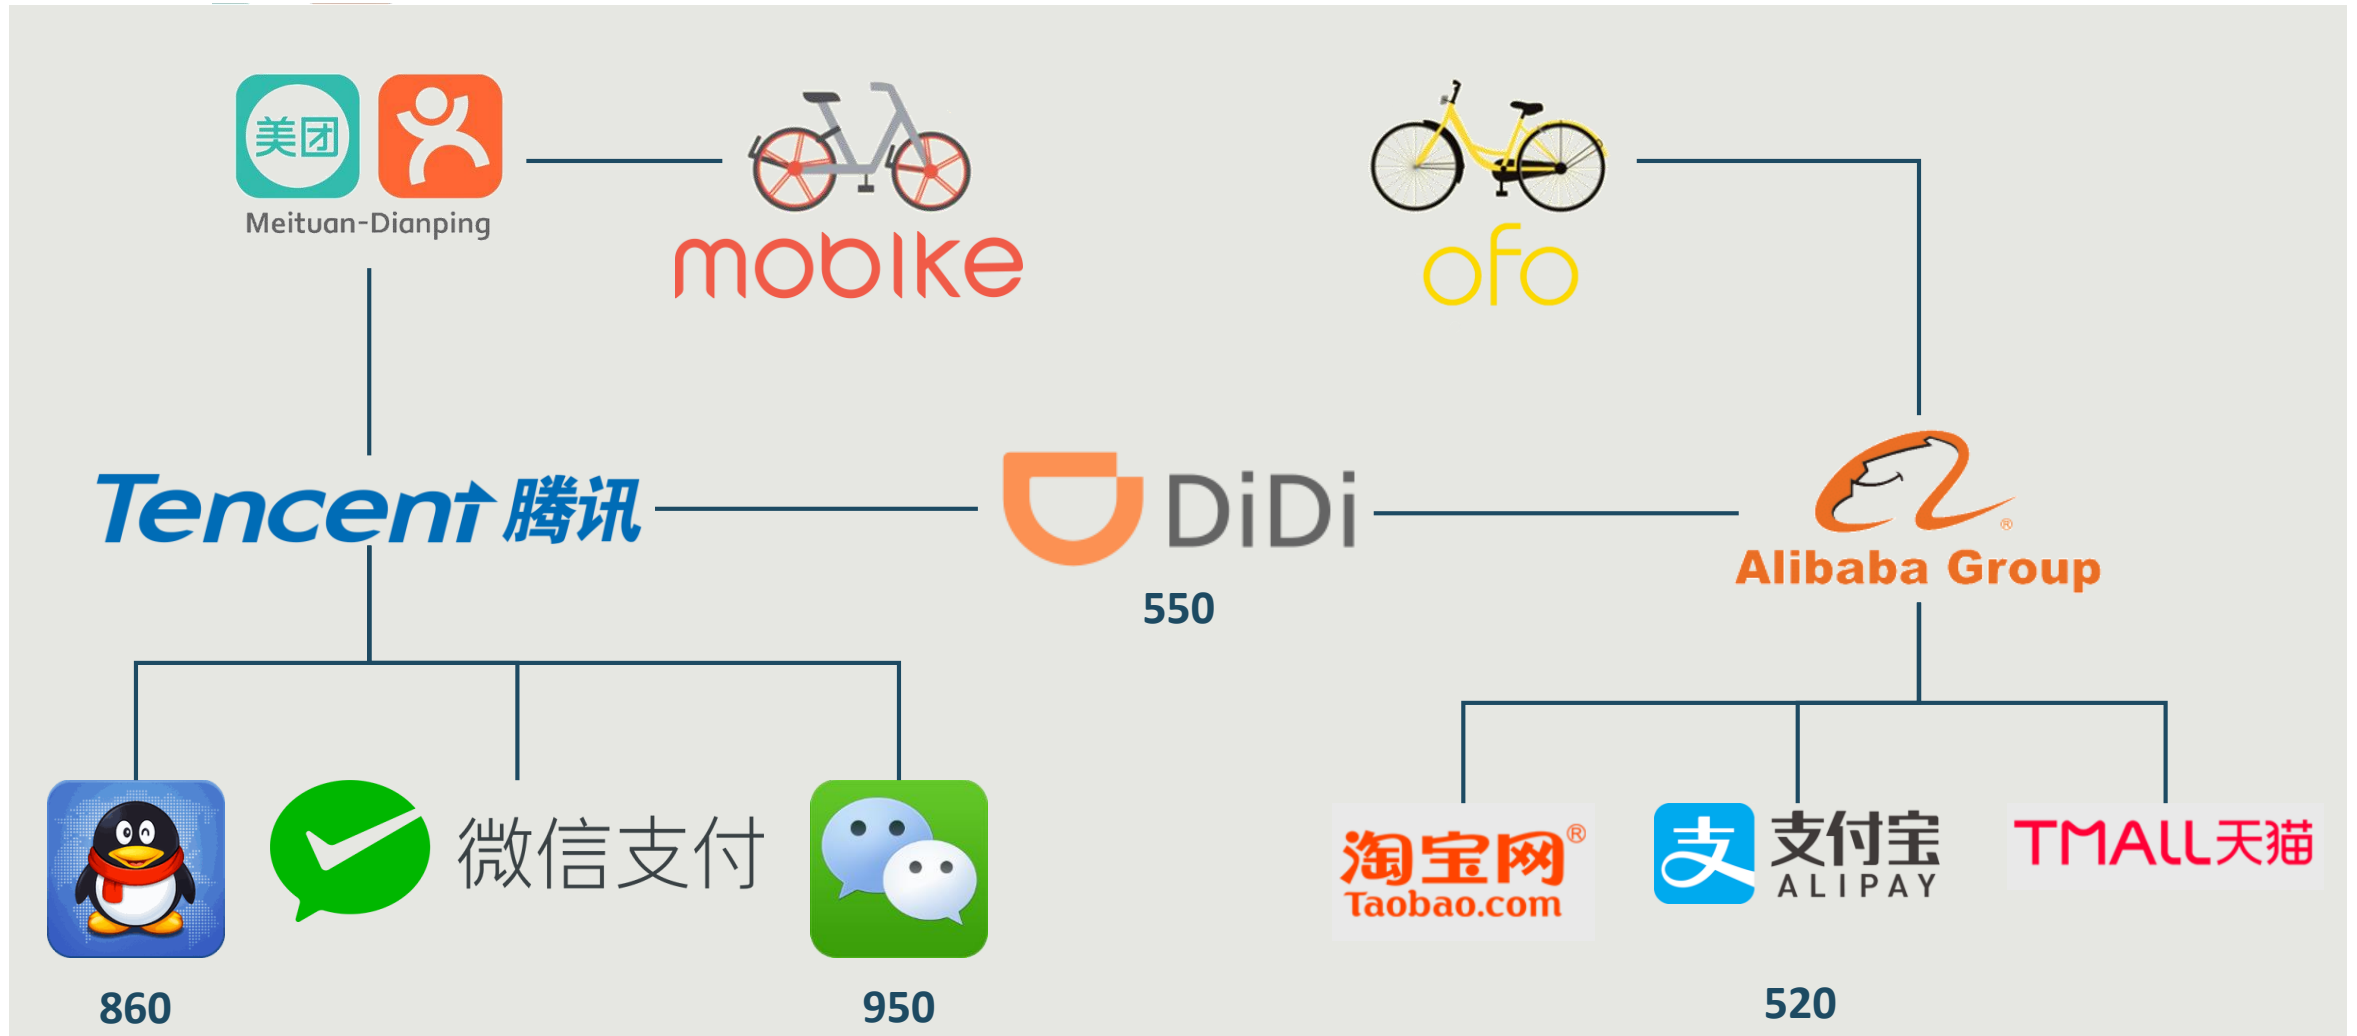 美团
Meituan-Dianping
mobike
ofo
Tencent 腾讯
DiDi
550
Alibaba Group
微信支付
淘宝网®
Taobao.com
支
支付宝
ALIPAY
TMALL天猫
860
950
520